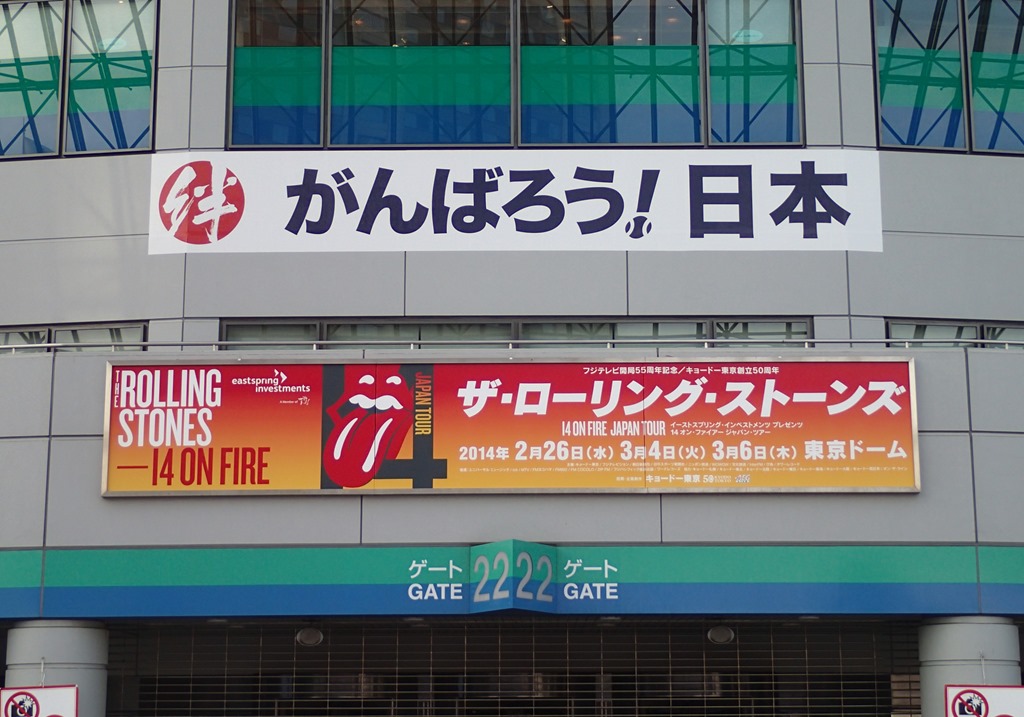 絆 がんばろう! 日本
THE ROLLING STONES
14 ON FIRE
eastspring investments
A member of
JAPAN TOUR
フジテレビ開局55周年記念/キョードー東京創立50周年
ザ・ローリング・ストーンズ
14 ON FIRE JAPAN TOUR
イーストスプリング・インベストメンツ プレゼンツ
14 オン・ファイアー ジャパン・ツアー
2014年 2月26日(水) 3月4日(火) 3月6日(木) 東京ドーム
キョードー東京
ゲート 22 22 ゲート
GATE GATE